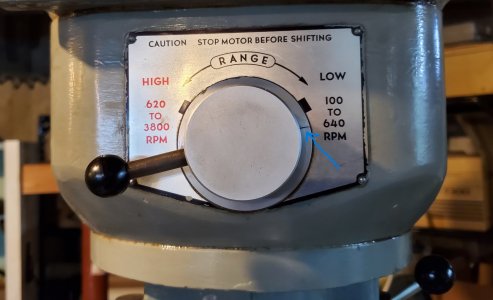 CAUTION STOP MOTOR BEFORE SHIFTING
RANGE
HIGH
620
TO
3800
RPM
LOW
100
TO
640
RPM